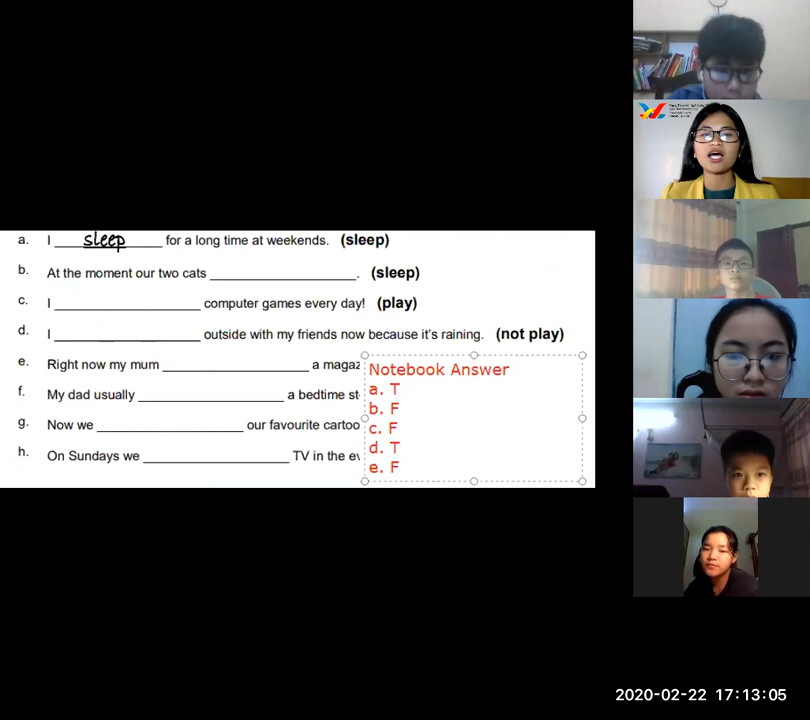 a. I sleep for a long time at weekends. (sleep)
b. At the moment our two cats ____________________. (sleep)
c. I ____________________ computer games every day! (play)
d. I ____________________ outside with my friends now because it's raining. (not play)
e. Right now my mum ____________________ a magaz
f. My dad usually ____________________ a bedtime st
g. Now we ____________________ our favourite cartoo
h. On Sundays we ____________________ TV in the ev
Notebook Answer
a. T
b. F
c. F
d. T
e. F
2020-02-22 17:13:05